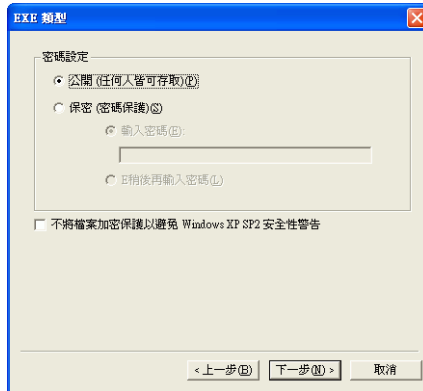 EXE 類型
密碼設定
公開 (任何人皆可存取)(P)
保密 (密碼保護)(S)
輸入密碼(E):
E稍後再輸入密碼(L)
不將檔案加密保護以避免 Windows XP SP2 安全性警告
<上一步(B) 下一步(N)> 取消